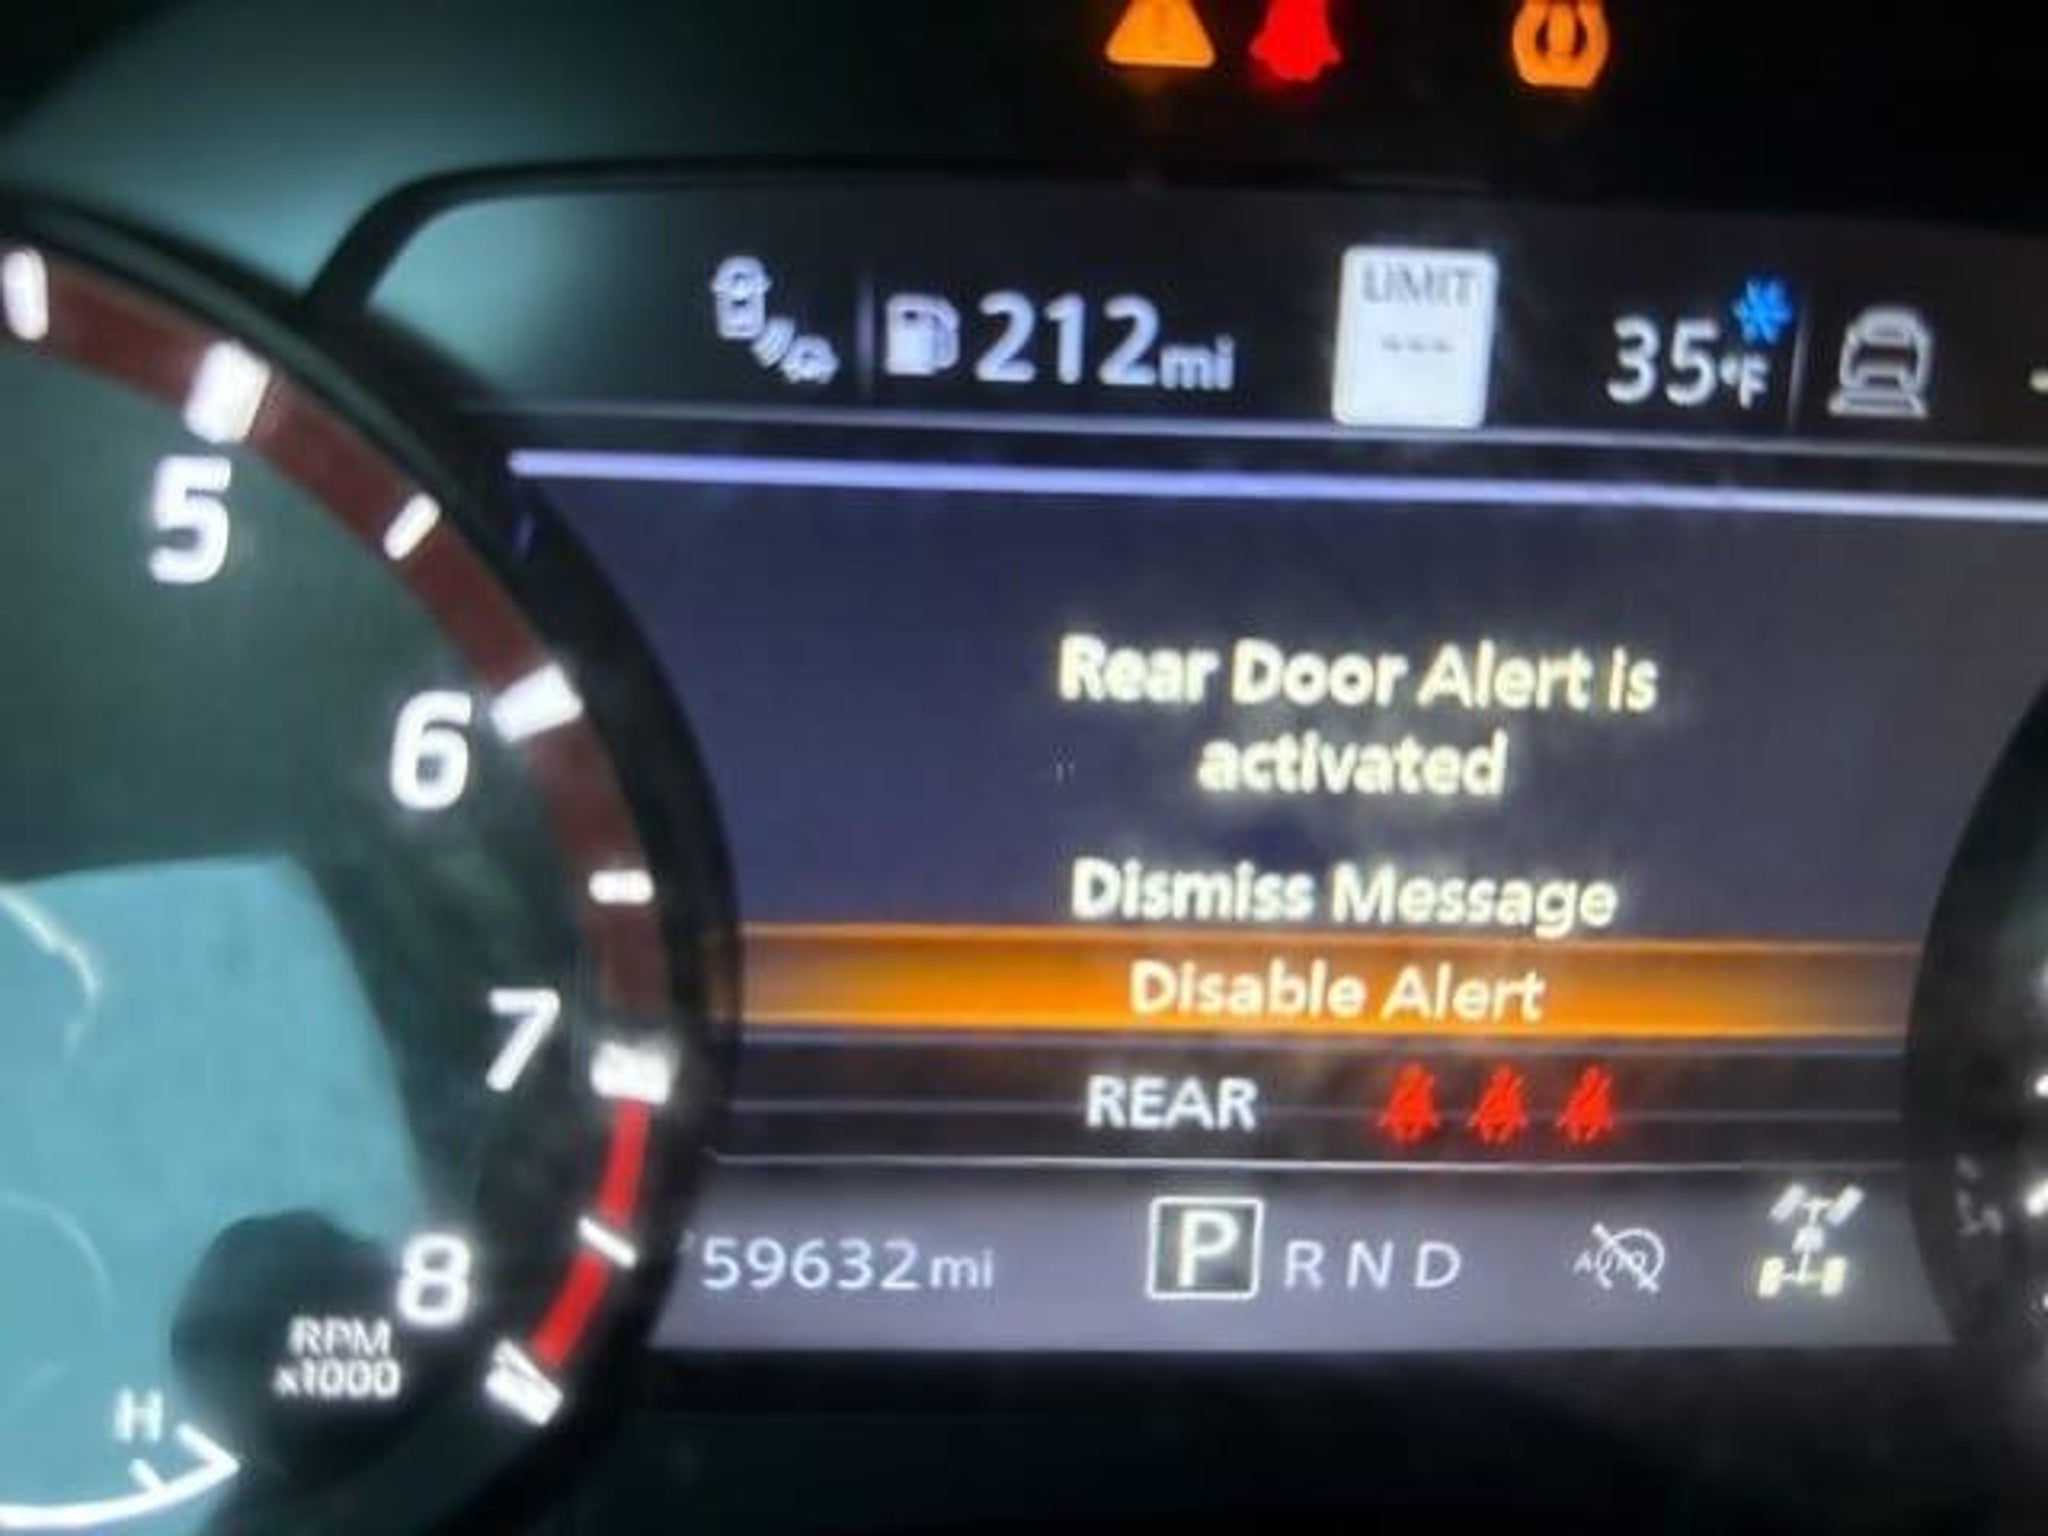 212mi
LIMIT
---
35°F
5
6
7
8
RPM
x1000
H
Rear Door Alert is
activated
Dismiss Message
Disable Alert
REAR
59632mi
P R N D
AUTO